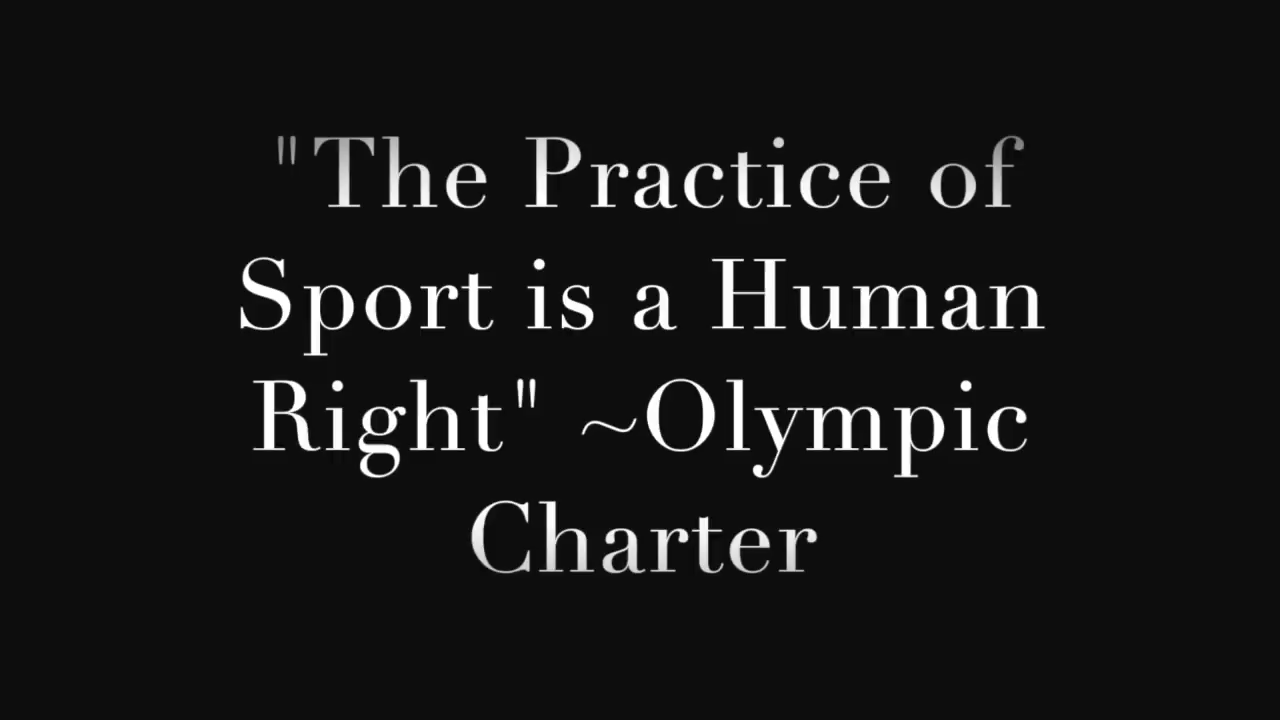 "The Practice of
Sport is a Human
Right" ~Olympic
Charter